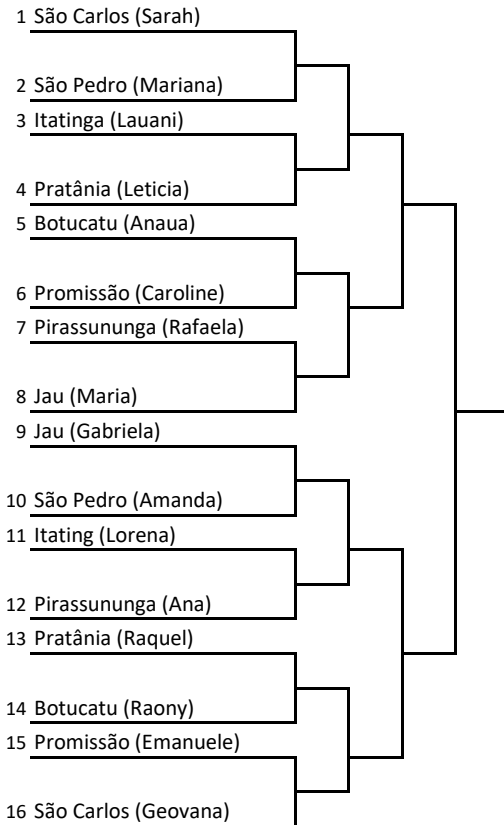 1 São Carlos (Sarah)
2 São Pedro (Mariana)
3 Itatinga (Lauani)
4 Pratânia (Leticia)
5 Botucatu (Anaua)
6 Promissão (Caroline)
7 Pirassununga (Rafaela)
8 Jau (Maria)
9 Jau (Gabriela)
10 São Pedro (Amanda)
11 Itating (Lorena)
12 Pirassununga (Ana)
13 Pratânia (Raquel)
14 Botucatu (Raony)
15 Promissão (Emanuele)
16 São Carlos (Geovana)